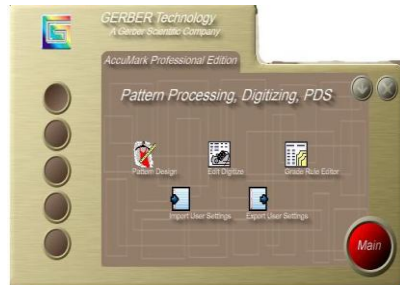 GERBER Technology
A Gerber Scientific Company
AccuMark Professional Edition
Pattern Processing, Digitizing, PDS
Pattern Design
Edit Digitize
Grade Rule Editor
Import User Settings
Export User Settings
Main